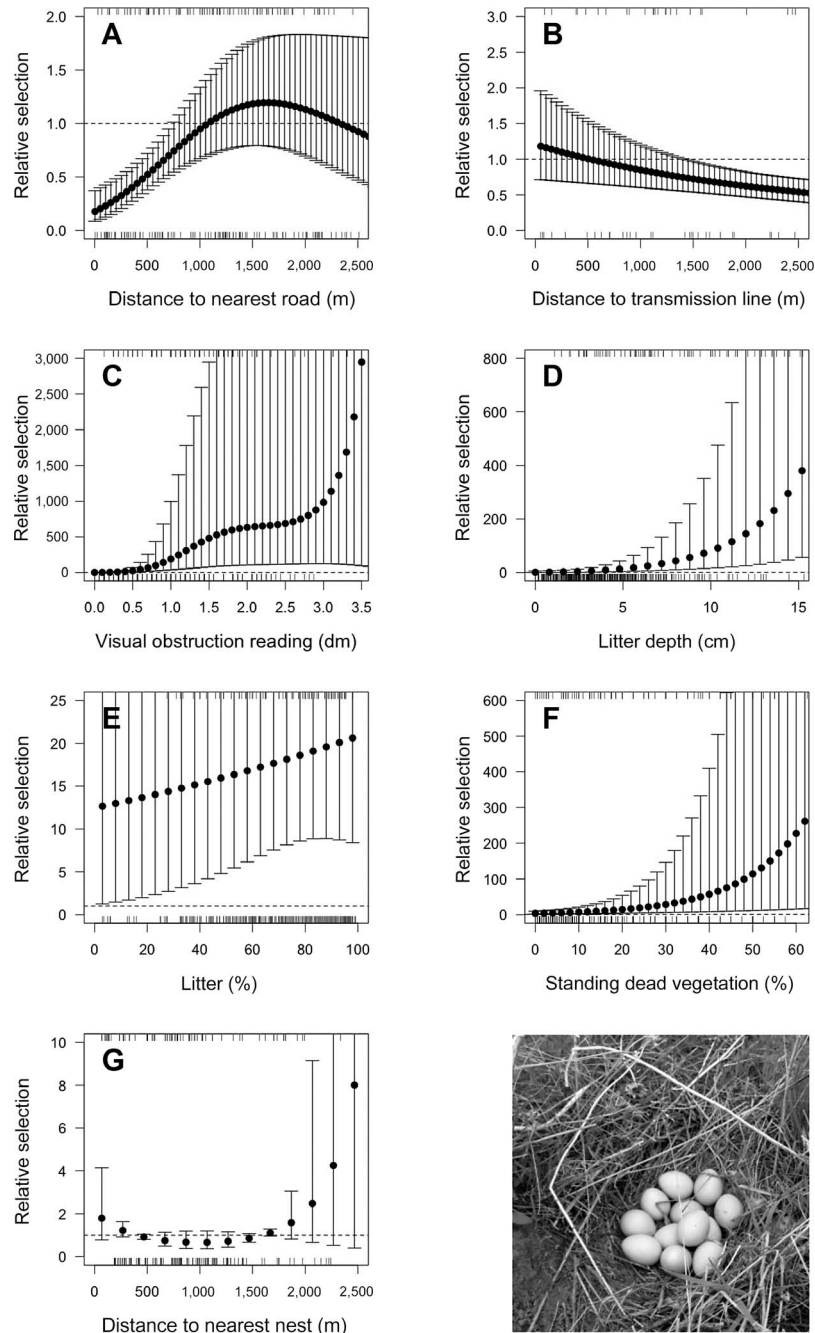 A
Relative selection
2.0
1.5
1.0
0.5
0.0
0 500 1,000 1,500 2,000 2,500
Distance to nearest road (m)
B
Relative selection
3.0
2.5
2.0
1.5
1.0
0.5
0.0
0 500 1,000 1,500 2,000 2,500
Distance to transmission line (m)
C
Relative selection
3,000
2,500
2,000
1,500
1,000
500
0
0.0 0.5 1.0 1.5 2.0 2.5 3.0 3.5
Visual obstruction reading (dm)
D
Relative selection
800
600
400
200
0
0 5 10 15
Litter depth (cm)
E
Relative selection
25
20
15
10
5
0
0 20 40 60 80 100
Litter (%)
F
Relative selection
600
500
400
300
200
100
0
0 10 20 30 40 50 60
Standing dead vegetation (%)
G
Relative selection
10
8
6
4
2
0
0 500 1,000 1,500 2,000 2,500
Distance to nearest nest (m)